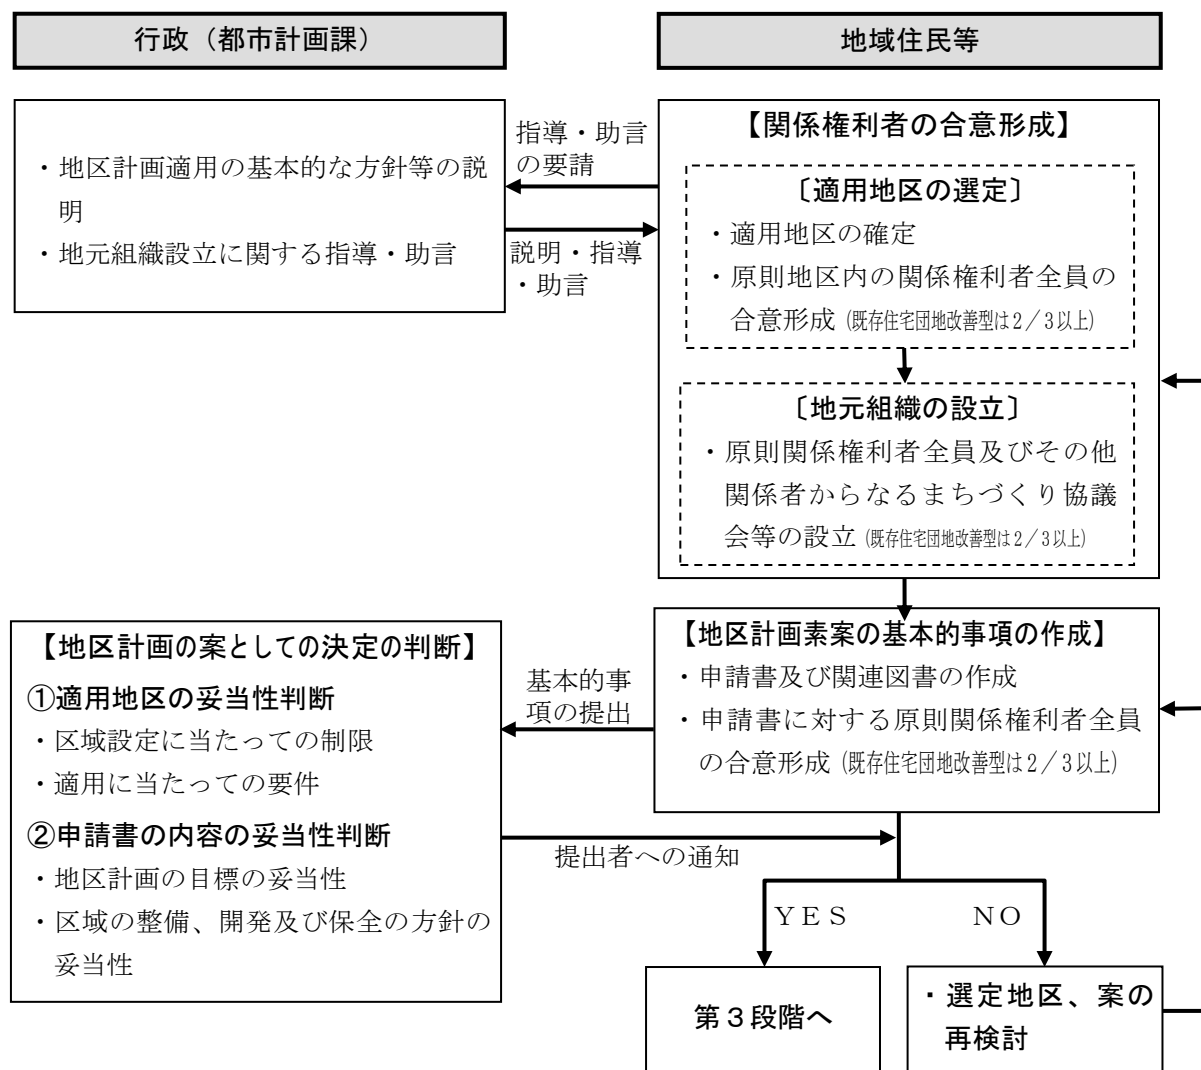 行政（都市計画課）
地域住民等
・地区計画適用の基本的な方針等の説
明
・地元組織設立に関する指導・助言
指導・助言
の要請
説明・指導
・助言
【関係権利者の合意形成】
〔適用地区の選定〕
・適用地区の確定
・原則地区内の関係権利者全員の
合意形成（既存住宅団地改善型は２／３以上）
〔地元組織の設立〕
・原則関係権利者全員及びその他
関係者からなるまちづくり協議
会等の設立（既存住宅団地改善型は２／３以上）
【地区計画の案としての決定の判断】
①適用地区の妥当性判断
・区域設定に当たっての制限
・適用に当たっての要件
②申請書の内容の妥当性判断
・地区計画の目標の妥当性
・区域の整備、開発及び保全の方針の
妥当性
基本的事
項の提出
【地区計画素案の基本的事項の作成】
・申請書及び関連図書の作成
・申請書に対する原則関係権利者全員
の合意形成（既存住宅団地改善型は２／３以上）
提出者への通知
ＹＥＳ
ＮＯ
第３段階へ
・選定地区、案の
再検討